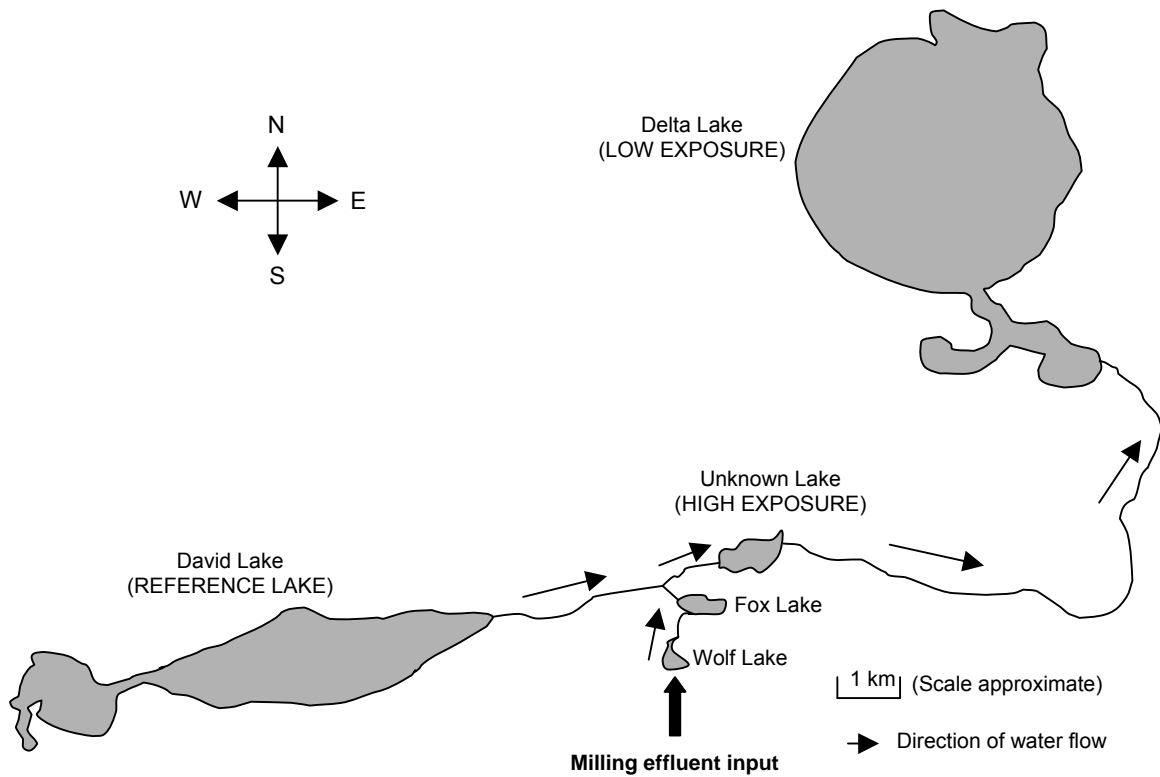 Delta Lake
(LOW EXPOSURE)
N
W
E
S
Unknown Lake
(HIGH EXPOSURE)
David Lake
(REFERENCE LAKE)
Fox Lake
Wolf Lake
1 km (Scale approximate)
Direction of water flow
Milling effluent input